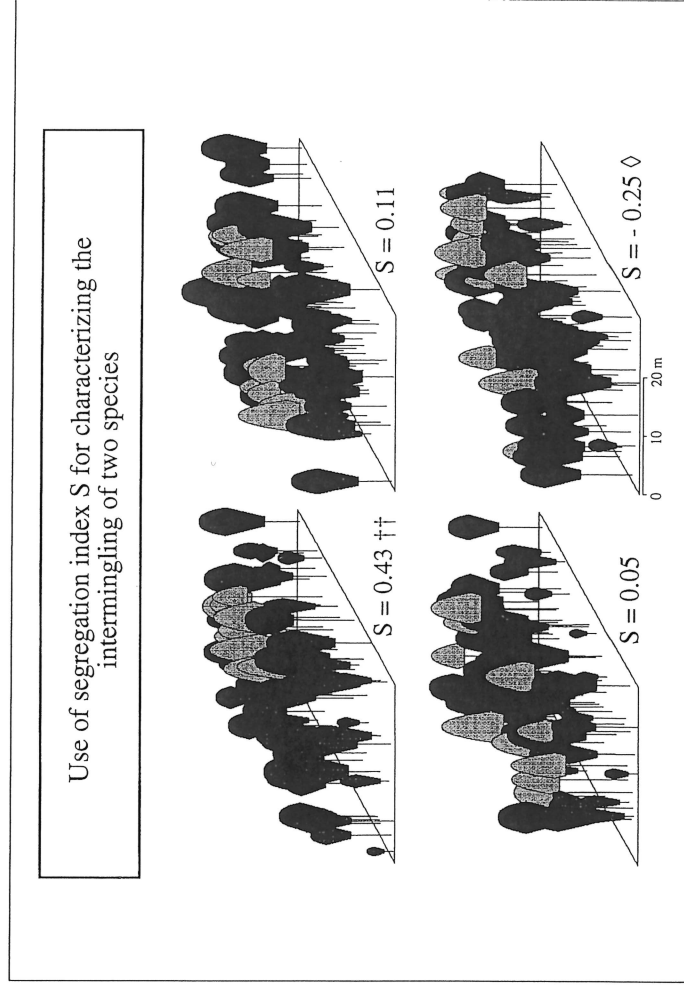 Use of segregation index S for characterizing the
intermingling of two species
S = 0.43 ††
S = 0.11
S = 0.05
S = - 0.25 ◊
0 10 20 m